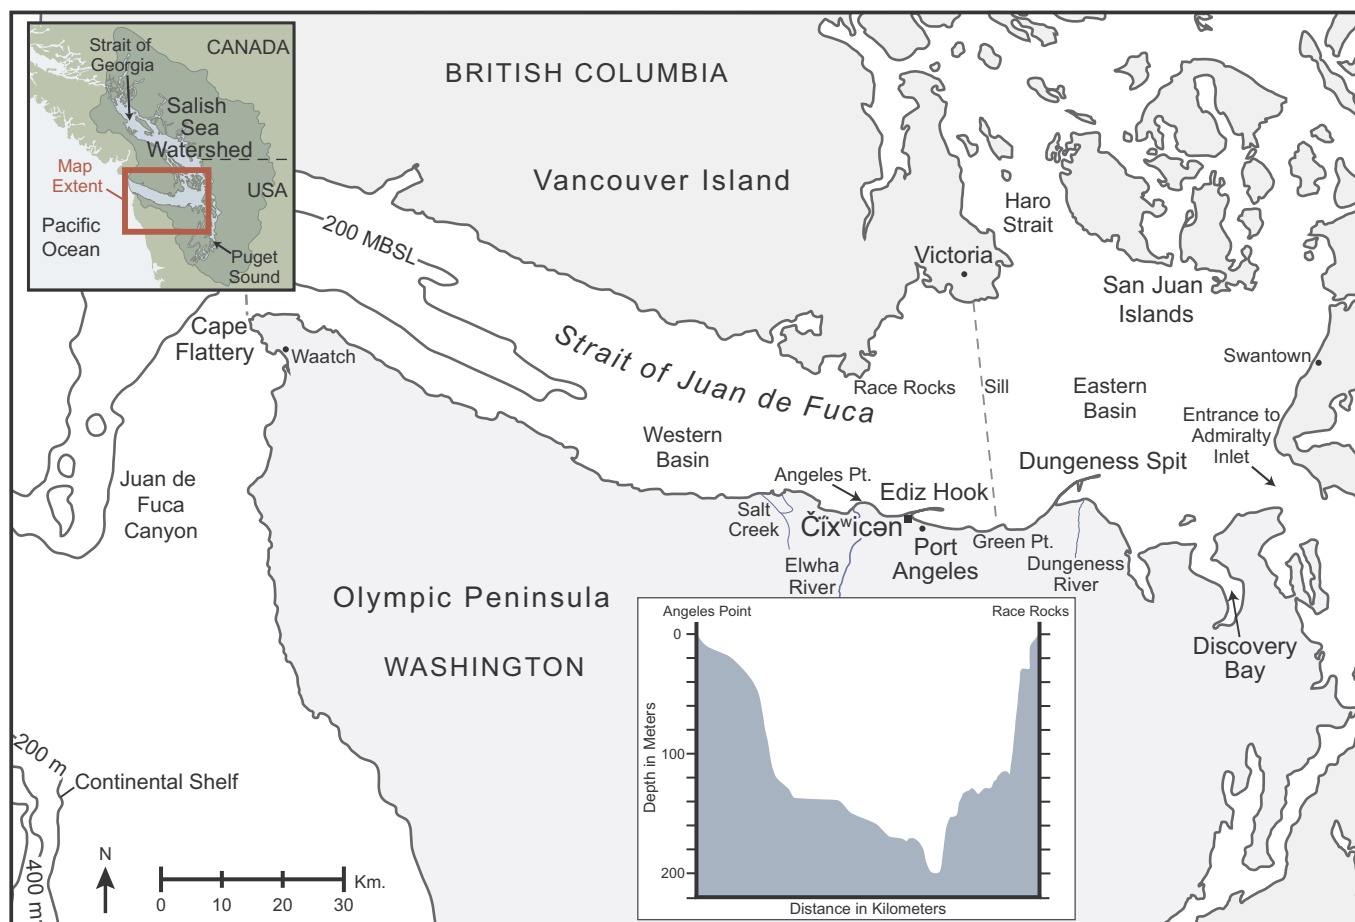 Strait of
Georgia
CANADA
Salish
Sea
Watershed
Map
Extent
USA
Pacific
Ocean
Puget
Sound
BRITISH COLUMBIA
Vancouver Island
200 MBSL
Haro
Strait
Victoria
San Juan
Islands
Cape
Flattery
Waatch
Strait of Juan de Fuca
Race Rocks
Sill
Eastern
Basin
Swantown
Entrance to
Admiralty
Inlet
Western
Basin
Juan de
Fuca
Canyon
Angeles Pt.
Ediz Hook
Dungeness Spit
Salt
Creek
Č̓ixʷicən
Port
Angeles
Green Pt.
Elwha
River
Dungeness
River
Olympic Peninsula
WASHINGTON
Discovery
Bay
Angeles Point
Race Rocks
0
100
200
Depth in Meters
Distance in Kilometers
200 m
Continental Shelf
400 m
N
0 10 20 30
Km.